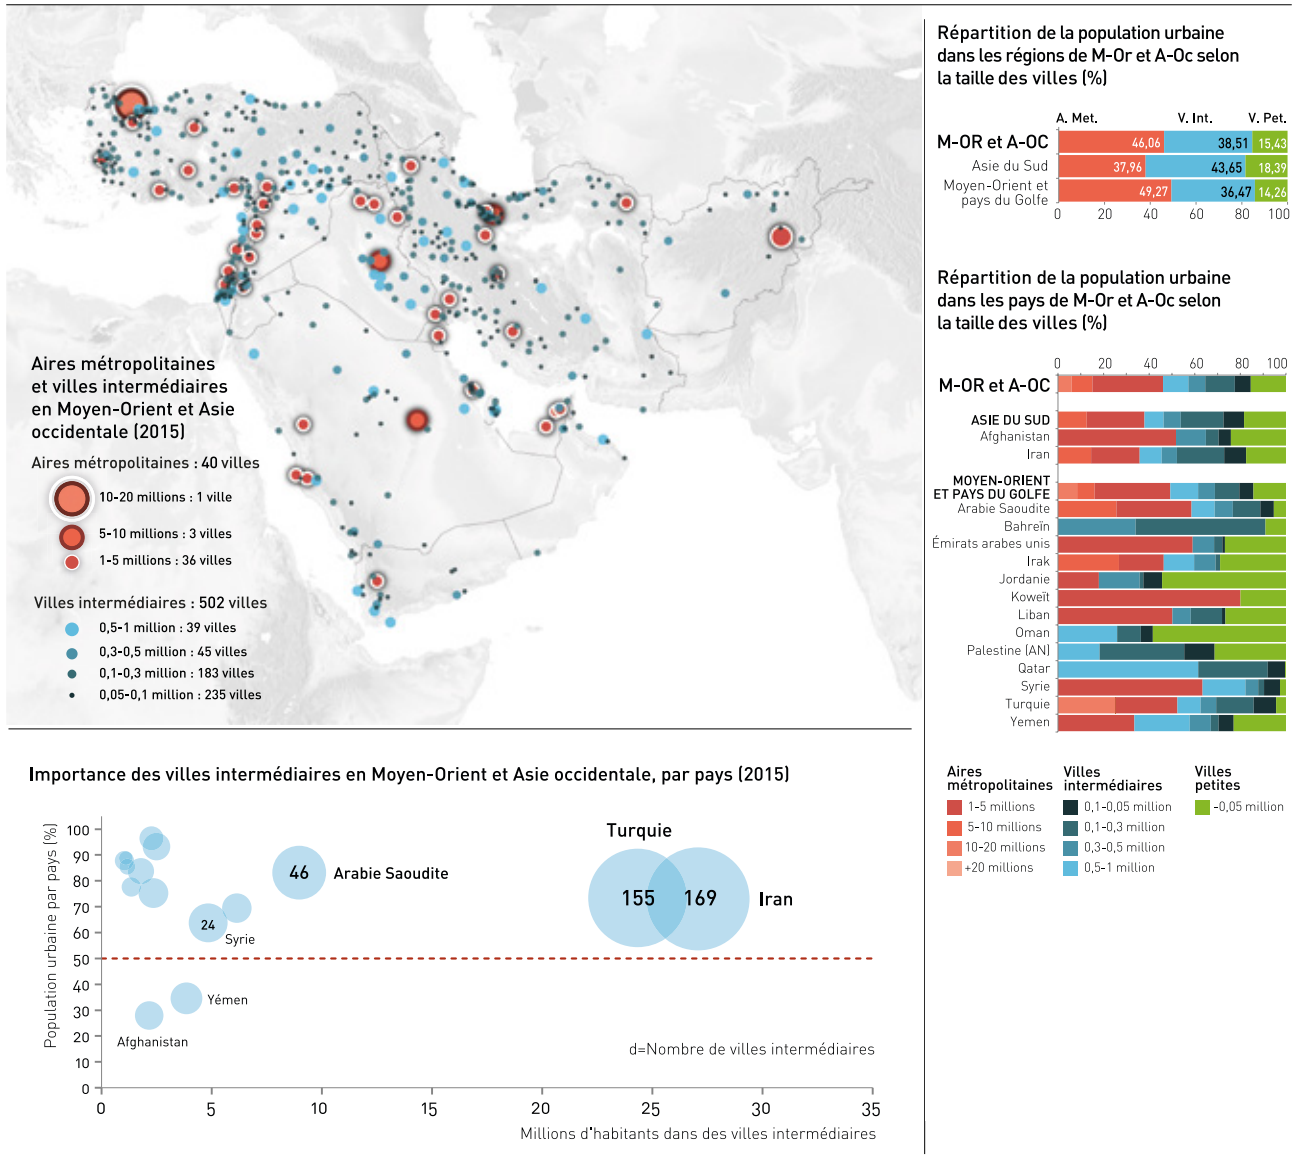 Aires métropolitaines
et villes intermédiaires
en Moyen-Orient et Asie
occidentale (2015)
Aires métropolitaines : 40 villes
10-20 millions : 1 ville
5-10 millions : 3 villes
1-5 millions : 36 villes
Villes intermédiaires : 502 villes
0,5-1 million : 39 villes
0,3-0,5 million : 45 villes
0,1-0,3 million : 183 villes
0,05-0,1 million : 235 villes
Répartition de la population urbaine
dans les régions de M-Or et A-Oc selon
la taille des villes (%)
A. Met. V. Int. V. Pet.
M-OR et A-OC 46,06 38,51 15,43
Asie du Sud 37,96 43,65 18,39
Moyen-Orient et
pays du Golfe 49,27 36,47 14,26
0 20 40 60 80 100
Répartition de la population urbaine
dans les pays de M-Or et A-Oc selon
la taille des villes (%)
0 20 40 60 80 100
M-OR et A-OC
ASIE DU SUD
Afghanistan
Iran
MOYEN-ORIENT
ET PAYS DU GOLFE
Arabie Saoudite
Bahreïn
Émirats arabes unis
Irak
Jordanie
Koweït
Liban
Oman
Palestine (AN)
Qatar
Syrie
Turquie
Yemen
Aires
métropolitaines
1-5 millions
5-10 millions
10-20 millions
+20 millions
Villes
intermédiaires
0,1-0,05 million
0,1-0,3 million
0,3-0,5 million
0,5-1 million
Villes
petites
-0,05 million
Importance des villes intermédiaires en Moyen-Orient et Asie occidentale, par pays (2015)
Population urbaine par pays (%)
100
90
80
70
60
50
40
30
20
10
0
Turquie
46 Arabie Saoudite
155 169 Iran
24
Syrie
Yémen
Afghanistan
d=Nombre de villes intermédiaires
0 5 10 15 20 25 30 35
Millions d'habitants dans des villes intermédiaires